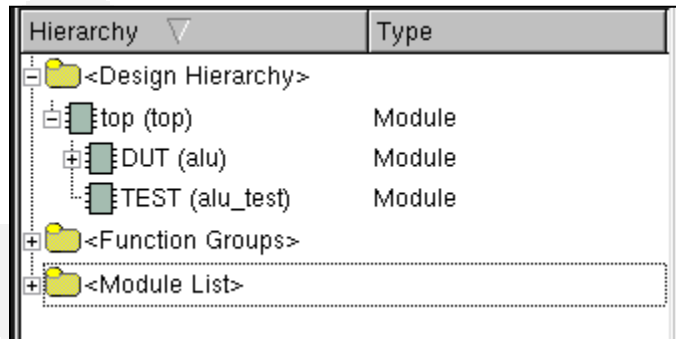 Hierarchy Type
<Design Hierarchy>
top (top) Module
DUT (alu) Module
TEST (alu_test) Module
<Function Groups>
<Module List>